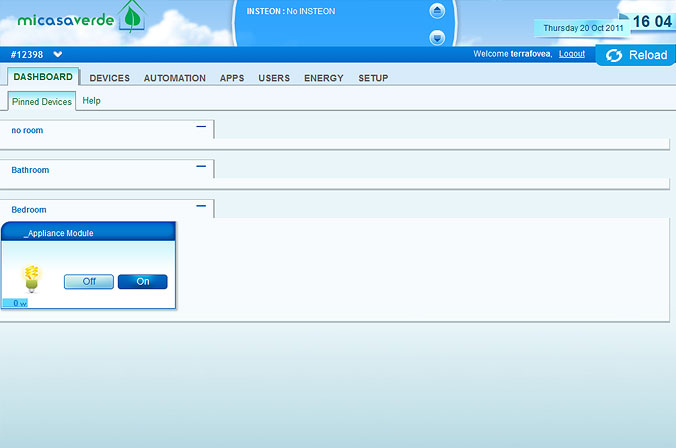 micasaverde
INSTEON : No INSTEON
Thursday 20 Oct 2011
16 04
#12398
Welcome terrafovea, Logout
Reload
DASHBOARD DEVICES AUTOMATION APPS USERS ENERGY SETUP
Pinned Devices Help
no room
Bathroom
Bedroom
_Appliance Module
Off On
0 w